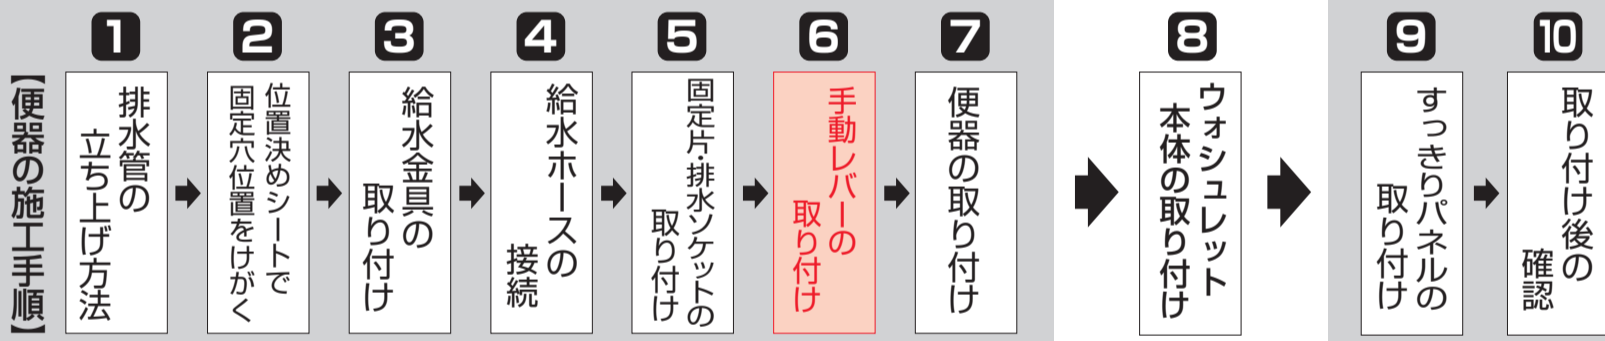 【便器の施工手順】
1
排水管の
立ち上げ方法
2
位置決めシートで
固定穴位置をけがく
3
給水金具の
取り付け
4
給水ホースの
接続
5
固定片・排水ソケットの
取り付け
6
手動レバーの
取り付け
7
便器の取り付け
8
ウォシュレット
本体の取り付け
9
すっきりパネルの
取り付け
10
取り付け後の
確認